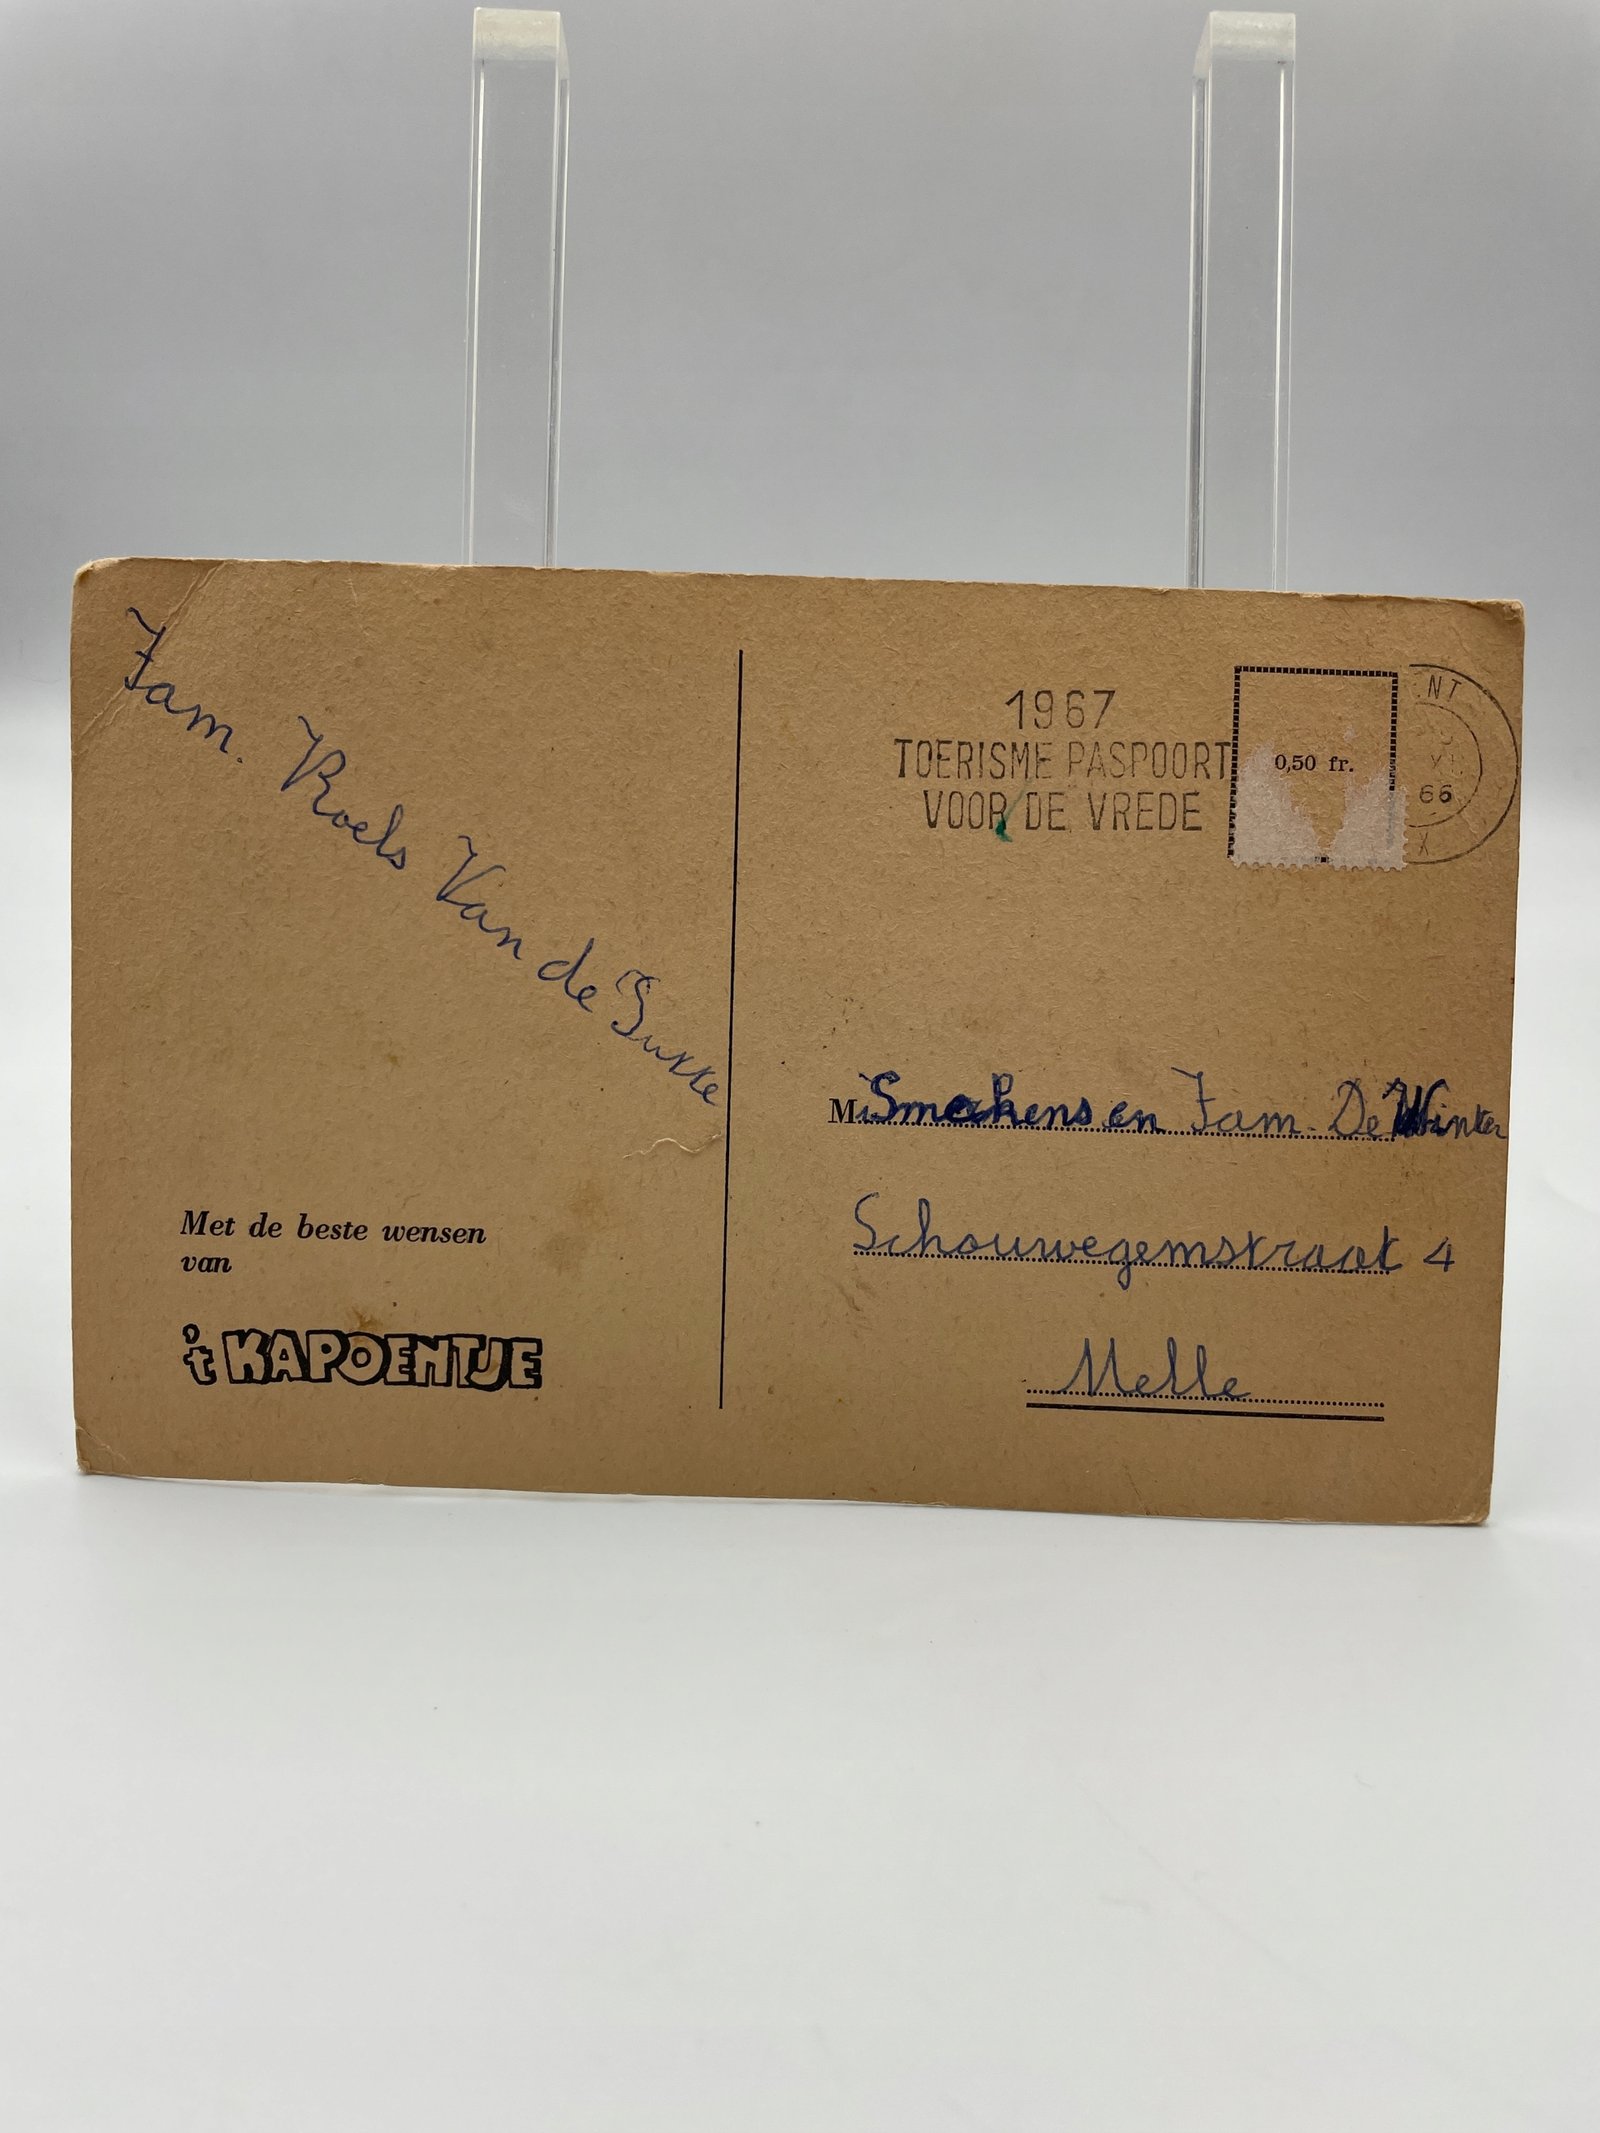 Fam. Roels Van de
Met de beste wensen
van
't KAPOENTJE
1967
TOERISME PASPOORT
VOOR DE VREDE
0,50 fr.
NT
66
X
M Smekens en Fam. De Winter
Schouwegemstraat 4
Melle